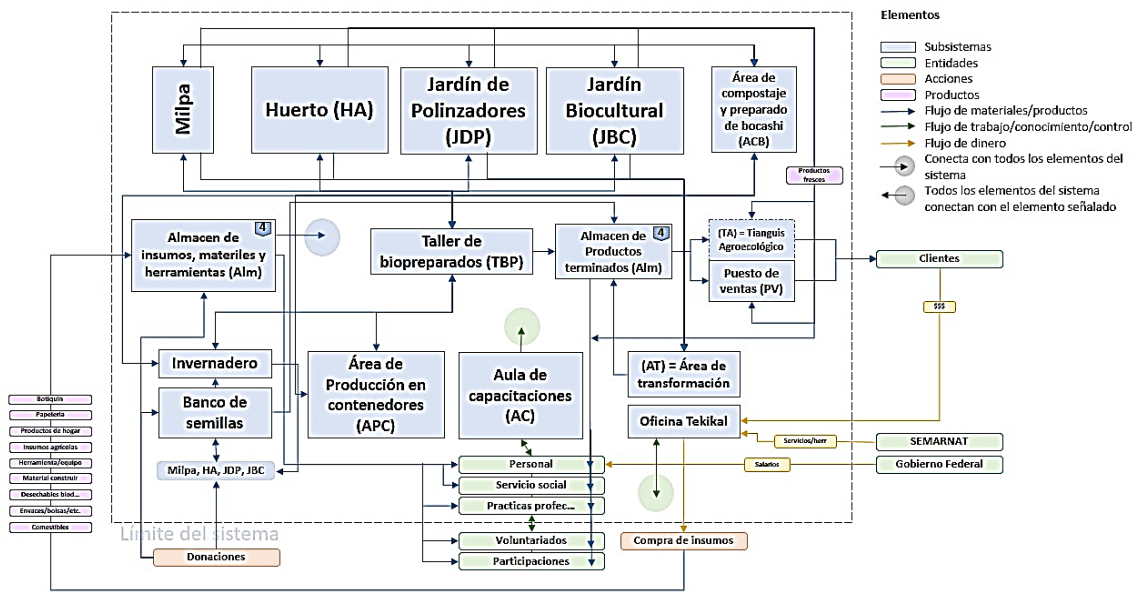 Elementos
Subsistemas
Entidades
Acciones
Productos
Flujo de materiales/productos
Flujo de trabajo/conocimiento/control
Flujo de dinero
Conecta con todos los elementos del
sistema
Todos los elementos del sistema
conectan con el elemento señalado
Milpa
Huerto (HA)
Jardín de
Polinzadores
(JDP)
Jardín
Biocultural
(JBC)
Área de
compostaje
y preparado
de bocashi
(ACB)
Productos
frescos
Almacen de
insumos, materiles y
herramientas (Alm)
4
Taller de
biopreparados (TBP)
Almacen de
Productos
terminados (Alm)
4
(TA) = Tianguis
Agroecológico
Puesto de
ventas (PV)
Clientes
$$$
Invernadero
Banco de
semillas
Milpa, HA, JDP, JBC
Área de
Producción en
contenedores
(APC)
Aula de
capacitaciones
(AC)
(AT) = Área de
transformación
Oficina Tekikal
Servicios/herr
SEMARNAT
Salarios
Gobierno Federal
Personal
Servicio social
Practicas profec...
Voluntariados
Participaciones
Compra de insumos
Botiquín
Papelería
Productos de hogar
Insumos agrícolas
Herramienta/equipo
Material construir
Desechables biod...
Envaces/bolsas/etc.
Comestibles
Límite del sistema
Donaciones